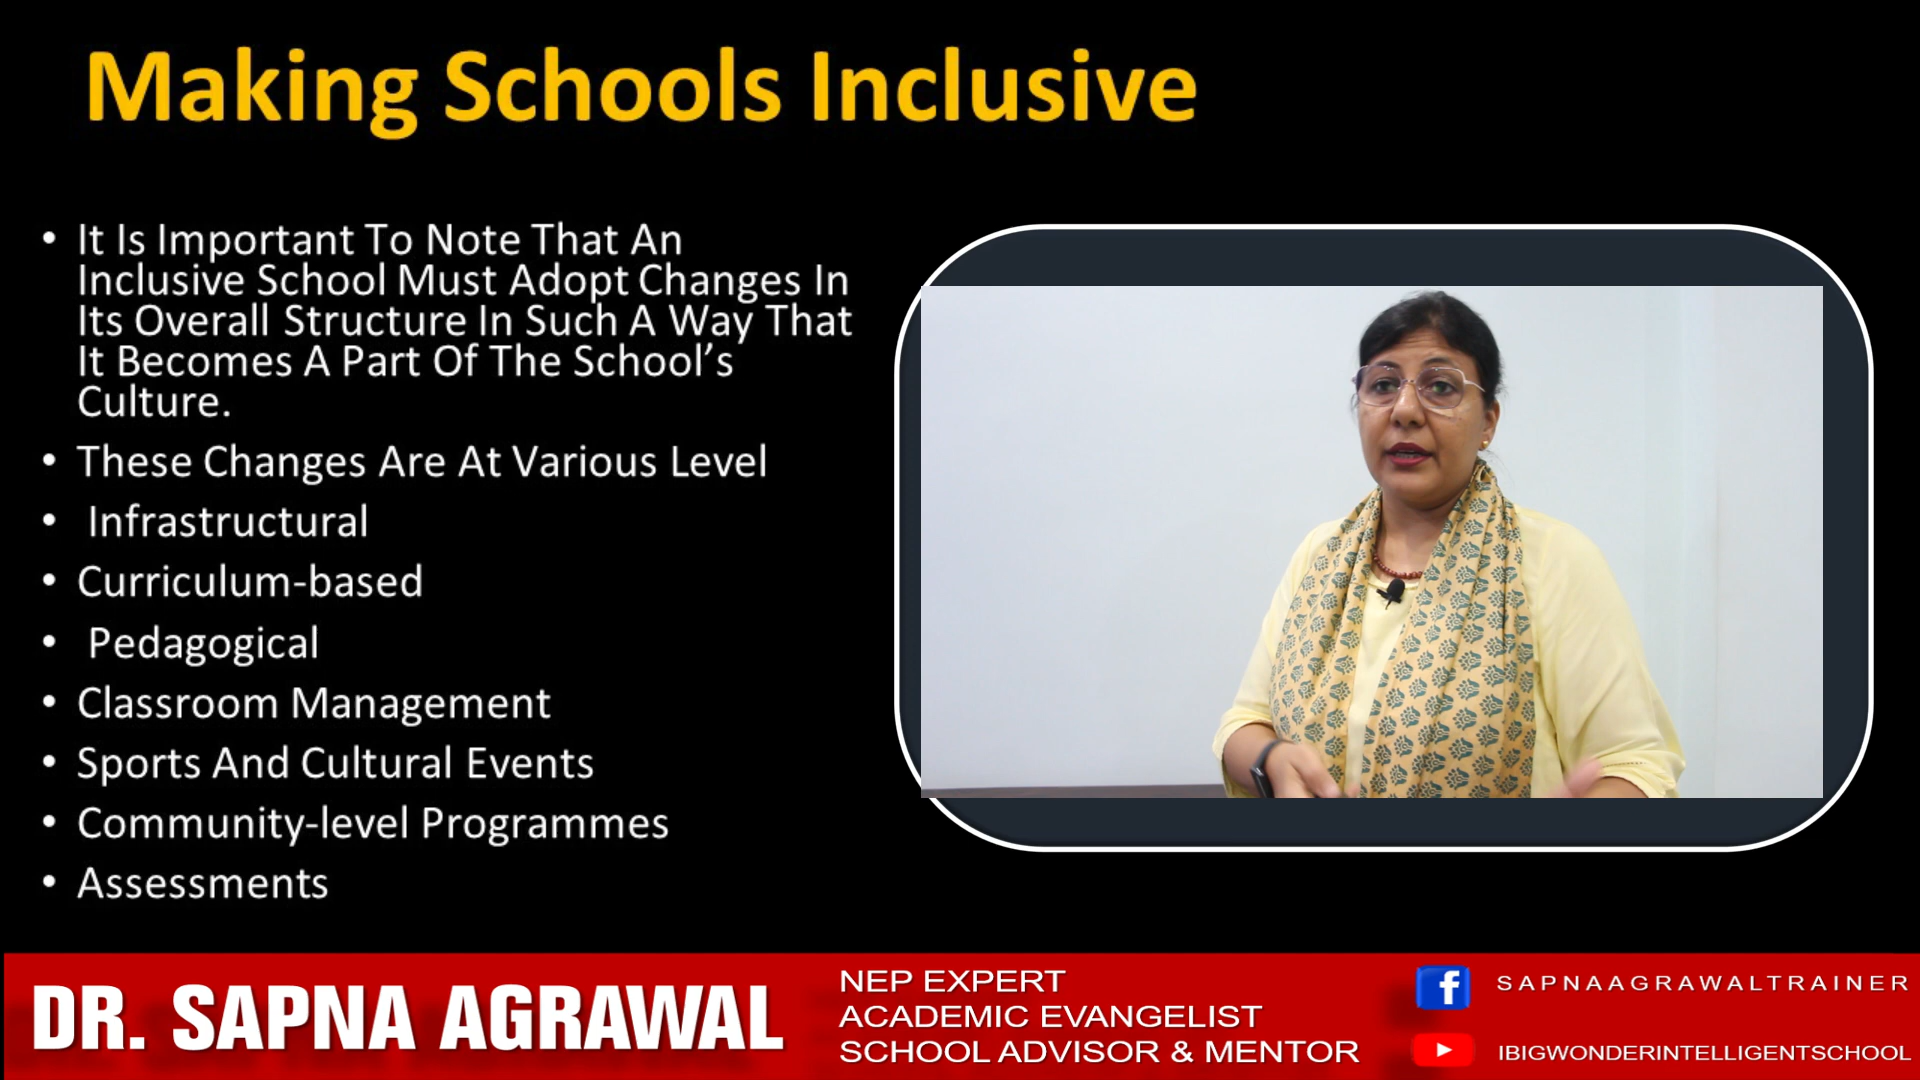 Making Schools Inclusive
• It Is Important To Note That An
Inclusive School Must Adopt Changes In
Its Overall Structure In Such A Way That
It Becomes A Part Of The School’s
Culture.
• These Changes Are At Various Level
• Infrastructural
• Curriculum-based
• Pedagogical
• Classroom Management
• Sports And Cultural Events
• Community-level Programmes
• Assessments
DR. SAPNA AGRAWAL
NEP EXPERT
ACADEMIC EVANGELIST
SCHOOL ADVISOR & MENTOR
f SAPNAAGRAWALTRAINER
IBIGWONDERINTELLIGENTSCHOOL